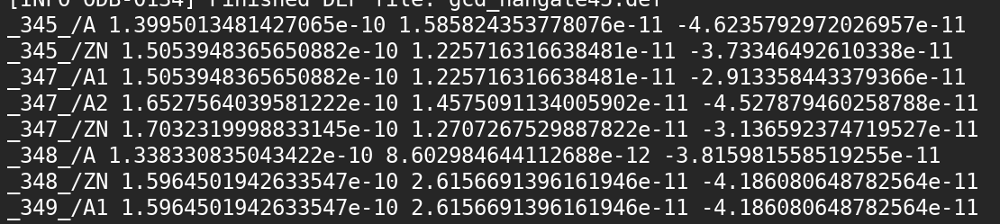 [INFO ODB-0134] Finished DEF file: gcd_nangate45.def
_345_/A 1.3995013481427065e-10 1.585824353778076e-11 -4.6235792972026957e-11
_345_/ZN 1.5053948365650882e-10 1.225716316638481e-11 -3.733464926103338e-11
_347_/A1 1.5053948365650882e-10 1.225716316638481e-11 -2.913358443379366e-11
_347_/A2 1.6527564039581222e-10 1.4575091134005902e-11 -4.527879460258788e-11
_347_/ZN 1.7032319998833145e-10 1.2707267529887822e-11 -3.136592374719527e-11
_348_/A 1.338330835043422e-10 8.602984644112688e-12 -3.815981558519255e-11
_348_/ZN 1.5964501942633547e-10 2.6156691396161946e-11 -4.186080648782564e-11
_349_/A1 1.5964501942633547e-10 2.6156691396161946e-11 -4.186080648782564e-11